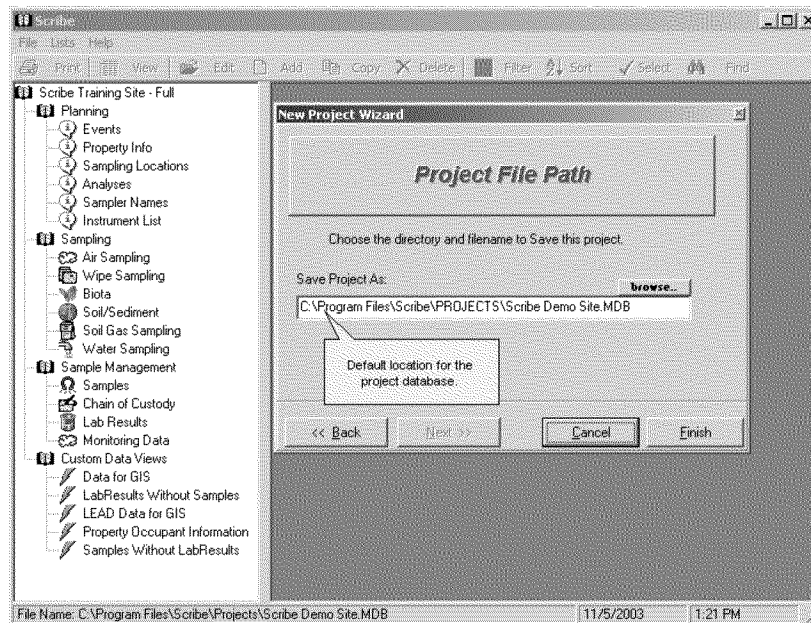 Scribe
File Lists Help
Print View Edit Add Copy Delete Filter Sort Select Find
Scribe Training Site - Full
Planning
Events
Property Info
Sampling Locations
Analyses
Sampler Names
Instrument List
Sampling
Air Sampling
Wipe Sampling
Biota
Soil/Sediment
Soil Gas Sampling
Water Sampling
Sample Management
Samples
Chain of Custody
Lab Results
Monitoring Data
Custom Data Views
Data for GIS
LabResults Without Samples
LEAD Data for GIS
Property Occupant Information
Samples Without LabResults
New Project Wizard
Project File Path
Choose the directory and filename to Save this project.
Save Project As:
browse..
C:\Program Files\Scribe\PROJECTS\Scribe Demo Site.MDB
Default location for the
project database.
<< Back Next >> Cancel Finish
File Name: C:\Program Files\Scribe\Projects\Scribe Demo Site.MDB 11/5/2003 1:21 PM